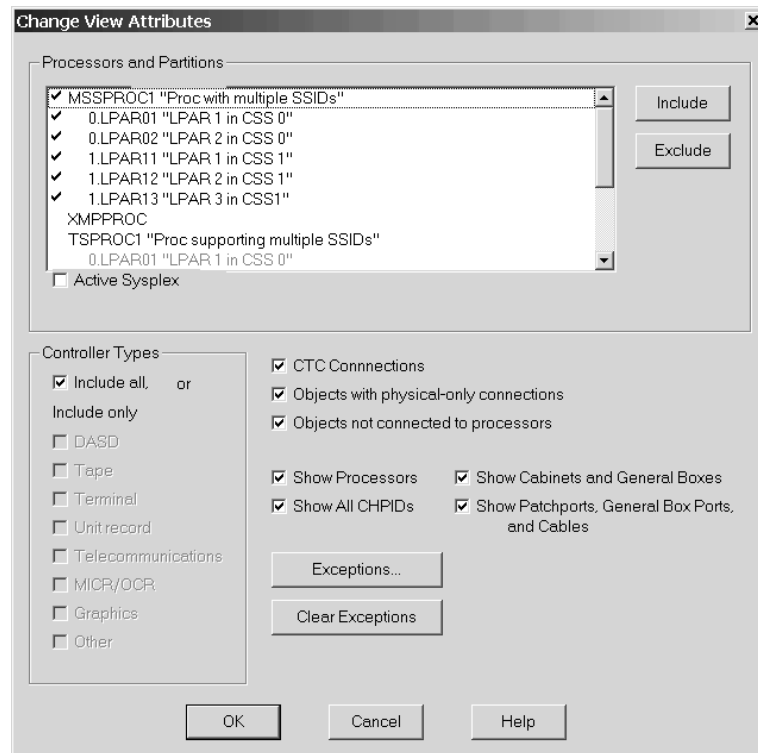 Change View Attributes
Processors and Partitions
MSSPROC1 "Proc with multiple SSIDs"
0.LPAR01 "LPAR 1 in CSS 0"
0.LPAR02 "LPAR 2 in CSS 0"
1.LPAR11 "LPAR 1 in CSS 1"
1.LPAR12 "LPAR 2 in CSS 1"
1.LPAR13 "LPAR 3 in CSS1"
XMPPROC
TSPROC1 "Proc supporting multiple SSIDs"
0.LPAR01 "LPAR 1 in CSS 0"
Include
Exclude
Active Sysplex
Controller Types
Include all, or
Include only
DASD
Tape
Terminal
Unit record
Telecommunications
MICR/OCR
Graphics
Other
CTC Connnections
Objects with physical-only connections
Objects not connected to processors
Show Processors
Show Cabinets and General Boxes
Show All CHPIDs
Show Patchports, General Box Ports,
and Cables
Exceptions...
Clear Exceptions
OK
Cancel
Help